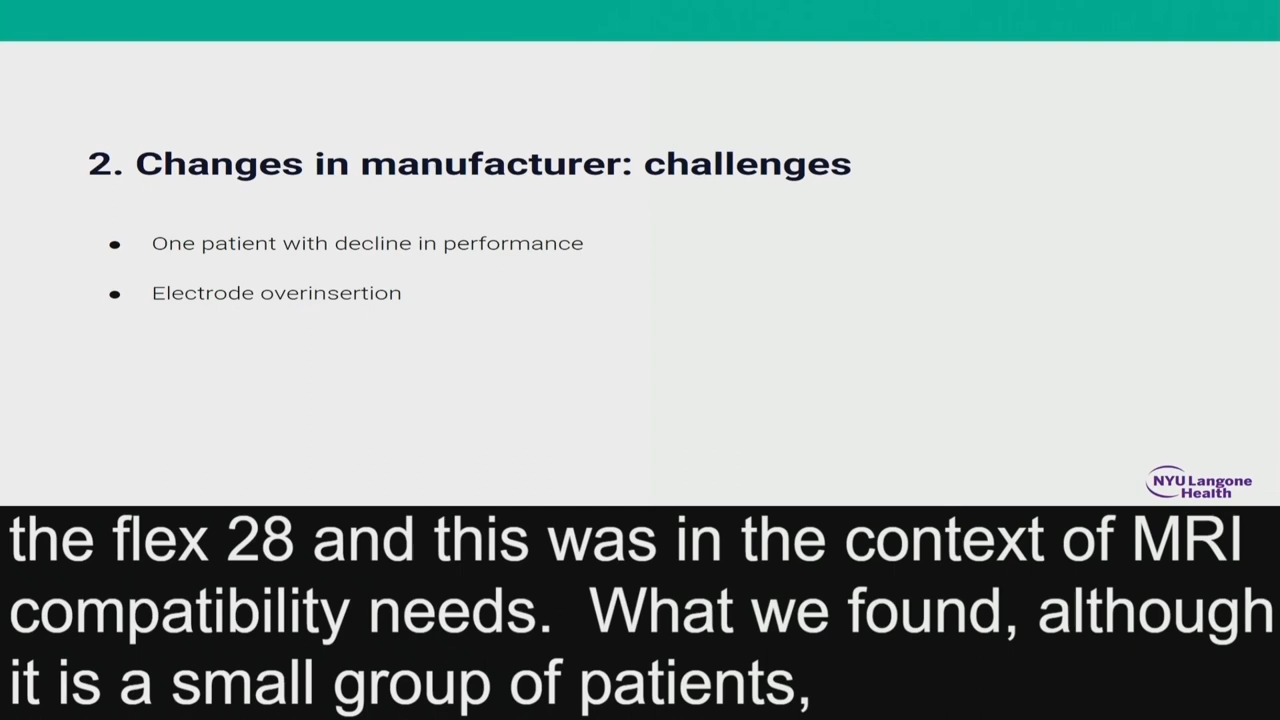 2. Changes in manufacturer: challenges
One patient with decline in performance
Electrode overinsertion
NYU Langone
Health
the flex 28 and this was in the context of MRI
compatibility needs.  What we found, although
it is a small group of patients,